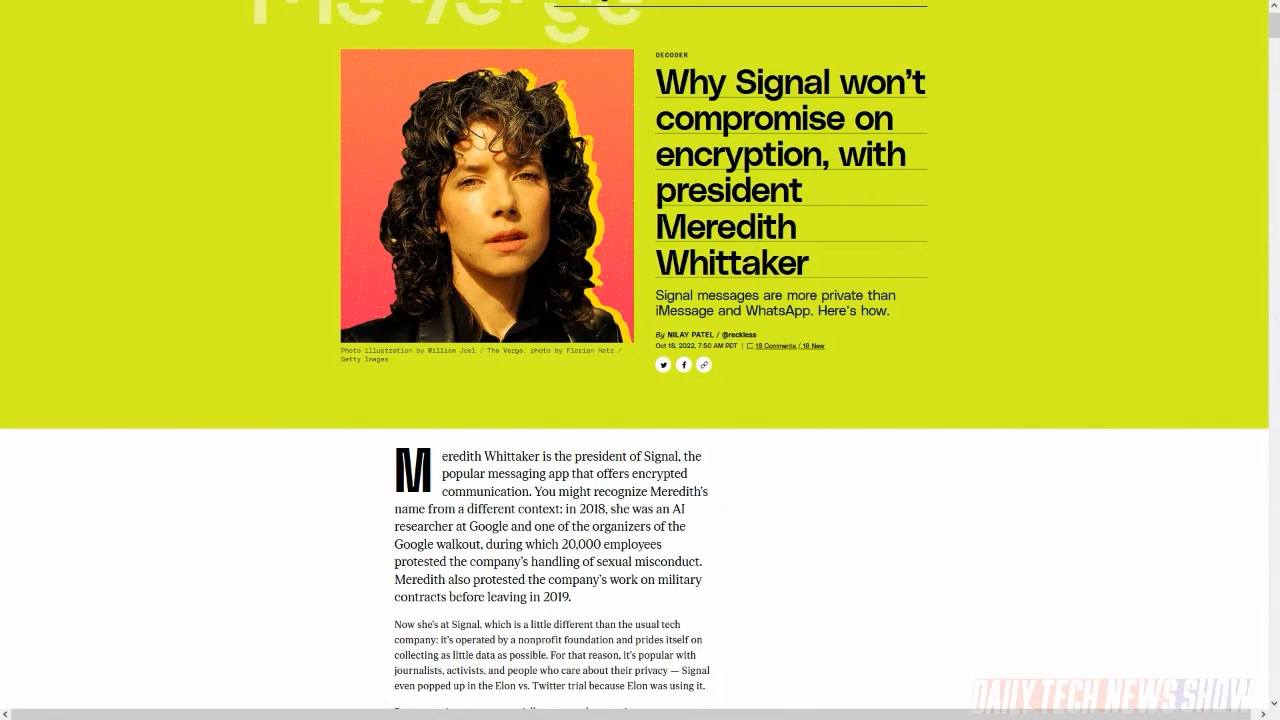 The Verge
DECODER
Why Signal won't
compromise on
encryption, with
president
Meredith
Whittaker
Signal messages are more private than
iMessage and WhatsApp. Here's how.
By NILAY PATEL / @reckless
Oct 18, 2022, 7:50 AM PDT | 18 Comments / 18 New
Photo illustration by William Joel / The Verge. photo by Florian Hetz /
Getty Images
Meredith Whittaker is the president of Signal, the
popular messaging app that offers encrypted
communication. You might recognize Meredith's
name from a different context: in 2018, she was an AI
researcher at Google and one of the organizers of the
Google walkout, during which 20,000 employees
protested the company's handling of sexual misconduct.
Meredith also protested the company's work on military
contracts before leaving in 2019.
Now she's at Signal, which is a little different than the usual tech
company: it's operated by a nonprofit foundation and prides itself on
collecting as little data as possible. For that reason, it's popular with
journalists, activists, and people who care about their privacy — Signal
even popped up in the Elon vs. Twitter trial because Elon was using it.
DAILY TECH NEWS SHOW